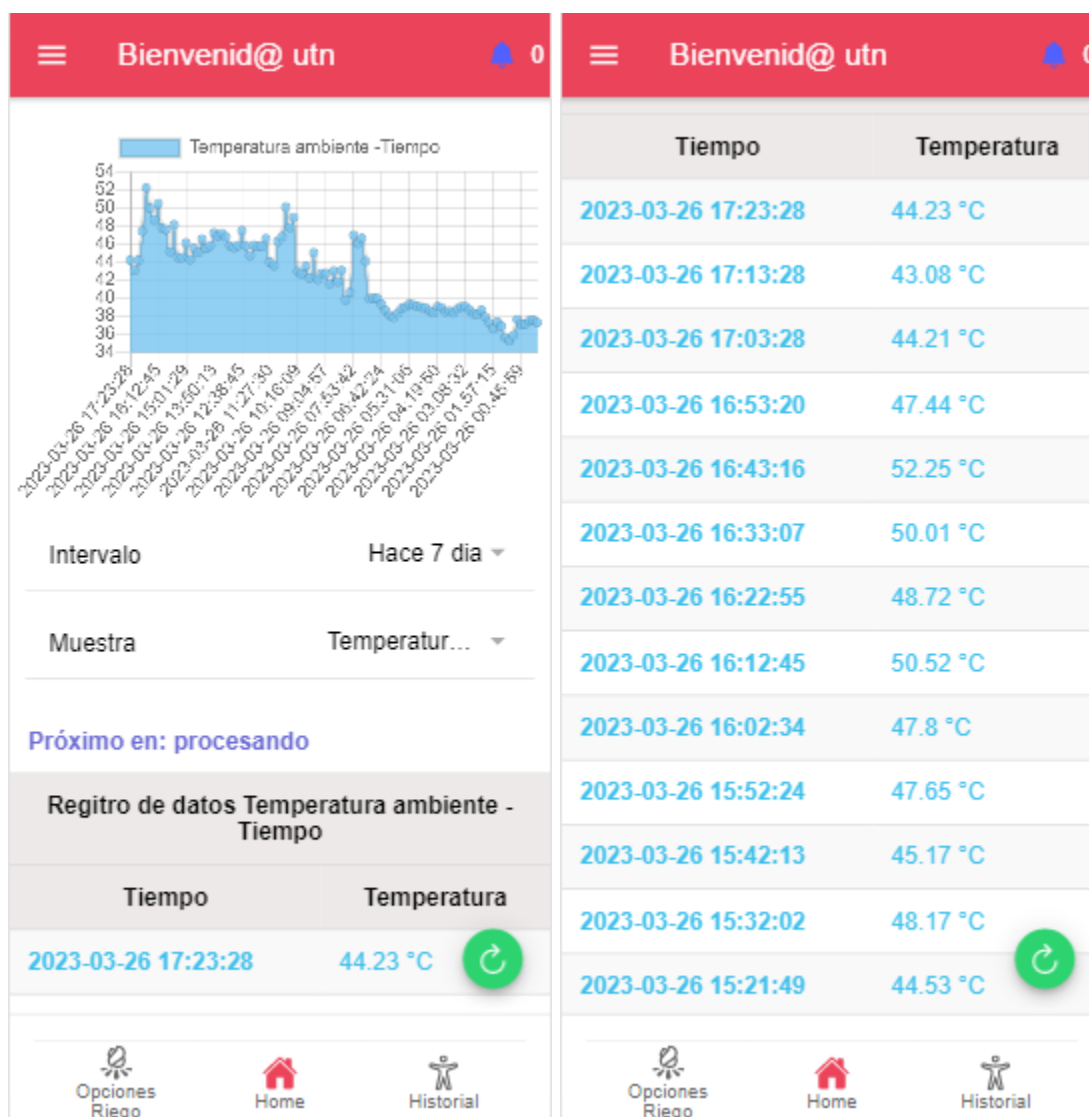 Bienvenid@ utn
0
Temperatura ambiente -Tiempo
54
52
50
48
46
44
42
40
38
36
34
2023-03-26 17:23:28
2023-03-26 16:12:45
2023-03-26 15:01:29
2023-03-26 13:50:13
2023-03-26 12:38:45
2023-03-26 11:27:30
2023-03-26 10:16:09
2023-03-26 09:04:57
2023-03-26 07:53:42
2023-03-26 06:42:24
2023-03-26 05:31:06
2023-03-26 04:19:50
2023-03-26 03:08:32
2023-03-26 01:57:15
2023-03-26 00:45:59
Intervalo Hace 7 dia
Muestra Temperatur...
Próximo en: procesando
Regitro de datos Temperatura ambiente -
Tiempo
Tiempo Temperatura
2023-03-26 17:23:28 44.23 °C
Opciones
Riego
Home
Historial
Bienvenid@ utn
0
Tiempo Temperatura
2023-03-26 17:23:28 44.23 °C
2023-03-26 17:13:28 43.08 °C
2023-03-26 17:03:28 44.21 °C
2023-03-26 16:53:20 47.44 °C
2023-03-26 16:43:16 52.25 °C
2023-03-26 16:33:07 50.01 °C
2023-03-26 16:22:55 48.72 °C
2023-03-26 16:12:45 50.52 °C
2023-03-26 16:02:34 47.8 °C
2023-03-26 15:52:24 47.65 °C
2023-03-26 15:42:13 45.17 °C
2023-03-26 15:32:02 48.17 °C
2023-03-26 15:21:49 44.53 °C
Opciones
Riego
Home
Historial